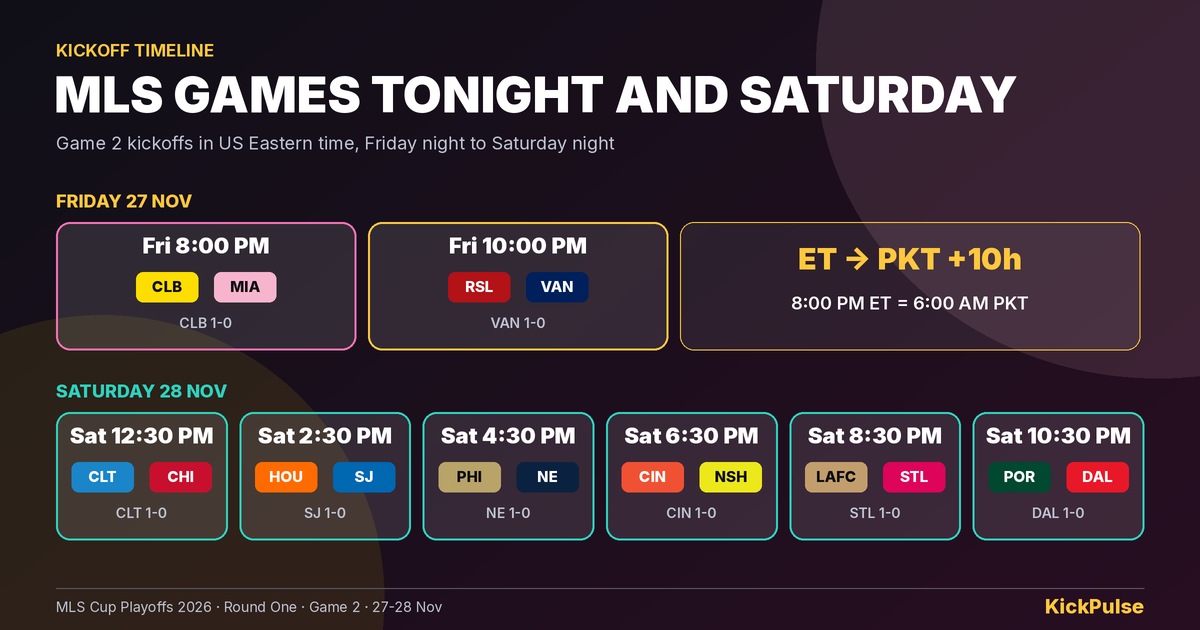 KICKOFF TIMELINE
MLS GAMES TONIGHT AND SATURDAY
Game 2 kickoffs in US Eastern time, Friday night to Saturday night
FRIDAY 27 NOV
Fri 8:00 PM
CLB MIA
CLB 1-0
Fri 10:00 PM
RSL VAN
VAN 1-0
ET → PKT +10h
8:00 PM ET = 6:00 AM PKT
SATURDAY 28 NOV
Sat 12:30 PM
CLT CHI
CLT 1-0
Sat 2:30 PM
HOU SJ
SJ 1-0
Sat 4:30 PM
PHI NE
NE 1-0
Sat 6:30 PM
CIN NSH
CIN 1-0
Sat 8:30 PM
LAFC STL
STL 1-0
Sat 10:30 PM
POR DAL
DAL 1-0
MLS Cup Playoffs 2026 · Round One · Game 2 · 27-28 Nov
KickPulse